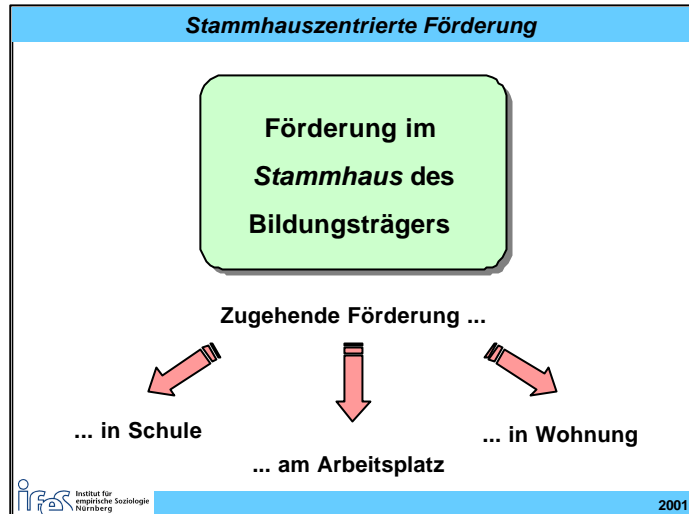 Stammhauszentrierte Förderung
Förderung im
Stammhaus des
Bildungsträgers
Zugehende Förderung ...
... in Schule
... am Arbeitsplatz
... in Wohnung
ifes Institut für
empirische Soziologie
Nürnberg
2001